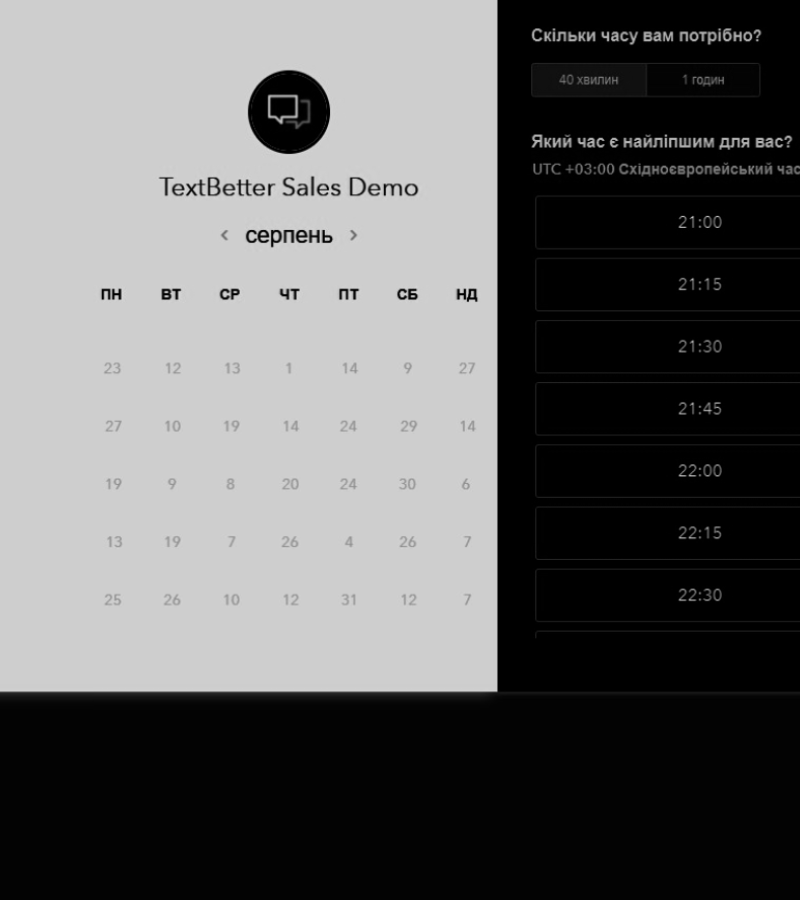 TextBetter Sales Demo
серпень
ПН ВТ СР ЧТ ПТ СБ НД
23 12 13 1 14 9 27
27 10 19 14 24 29 14
19 9 8 20 24 30 6
13 19 7 26 4 26 7
25 26 10 12 31 12 7
Скільки часу вам потрібно?
40 хвилин 1 годин
Який час є найліпшим для вас?
UTC +03:00 Східноєвропейський час
21:00
21:15
21:30
21:45
22:00
22:15
22:30